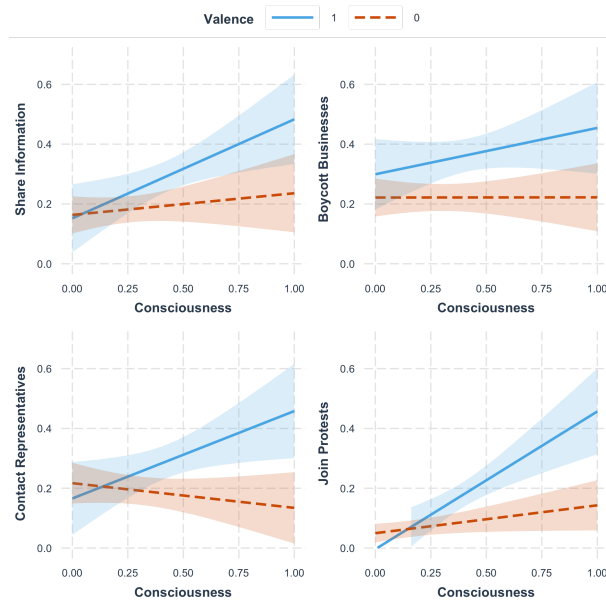 Valence 1 0
Share Information
0.6
0.4
0.2
0.0
0.00 0.25 0.50 0.75 1.00
Consciousness
Boycott Businesses
0.6
0.4
0.2
0.0
0.00 0.25 0.50 0.75 1.00
Consciousness
Contact Representatives
0.6
0.4
0.2
0.0
0.00 0.25 0.50 0.75 1.00
Consciousness
Join Protests
0.6
0.4
0.2
0.0
0.00 0.25 0.50 0.75 1.00
Consciousness